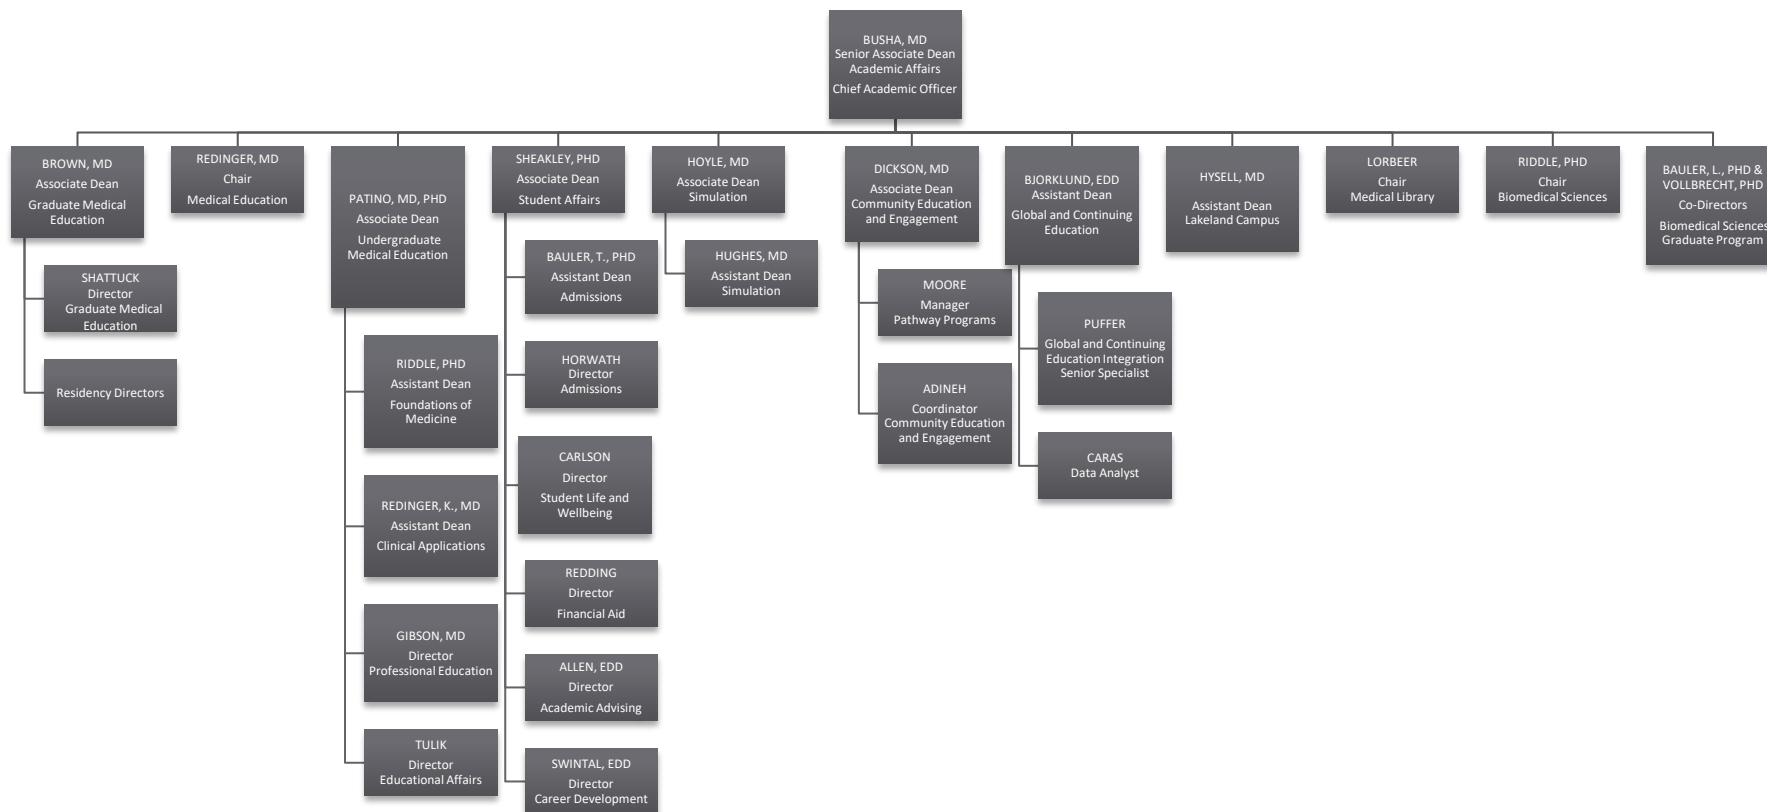 BUSHA, MD
Senior Associate Dean
Academic Affairs
Chief Academic Officer
BROWN, MD
Associate Dean
Graduate Medical
Education
SHATTUCK
Director
Graduate Medical
Education
Residency Directors
REDINGER, MD
Chair
Medical Education
PATINO, MD, PHD
Associate Dean
Undergraduate
Medical Education
RIDDLE, PHD
Assistant Dean
Foundations of
Medicine
REDINGER, K., MD
Assistant Dean
Clinical Applications
GIBSON, MD
Director
Professional Education
TULIK
Director
Educational Affairs
SHEAKLEY, PHD
Associate Dean
Student Affairs
BAULER, T., PHD
Assistant Dean
Admissions
HORWATH
Director
Admissions
CARLSON
Director
Student Life and
Wellbeing
REDDING
Director
Financial Aid
ALLEN, EDD
Director
Academic Advising
SWINTAL, EDD
Director
Career Development
HOYLE, MD
Associate Dean
Simulation
HUGHES, MD
Assistant Dean
Simulation
DICKSON, MD
Associate Dean
Community Education
and Engagement
MOORE
Manager
Pathway Programs
ADINEH
Coordinator
Community Education
and Engagement
BJORKLUND, EDD
Assistant Dean
Global and Continuing
Education
PUFFER
Global and Continuing
Education Integration
Senior Specialist
CARAS
Data Analyst
HYSELL, MD
Assistant Dean
Lakeland Campus
LORBEER
Chair
Medical Library
RIDDLE, PHD
Chair
Biomedical Sciences
BAULER, L., PHD &
VOLLBRECHT, PHD
Co-Directors
Biomedical Sciences
Graduate Program